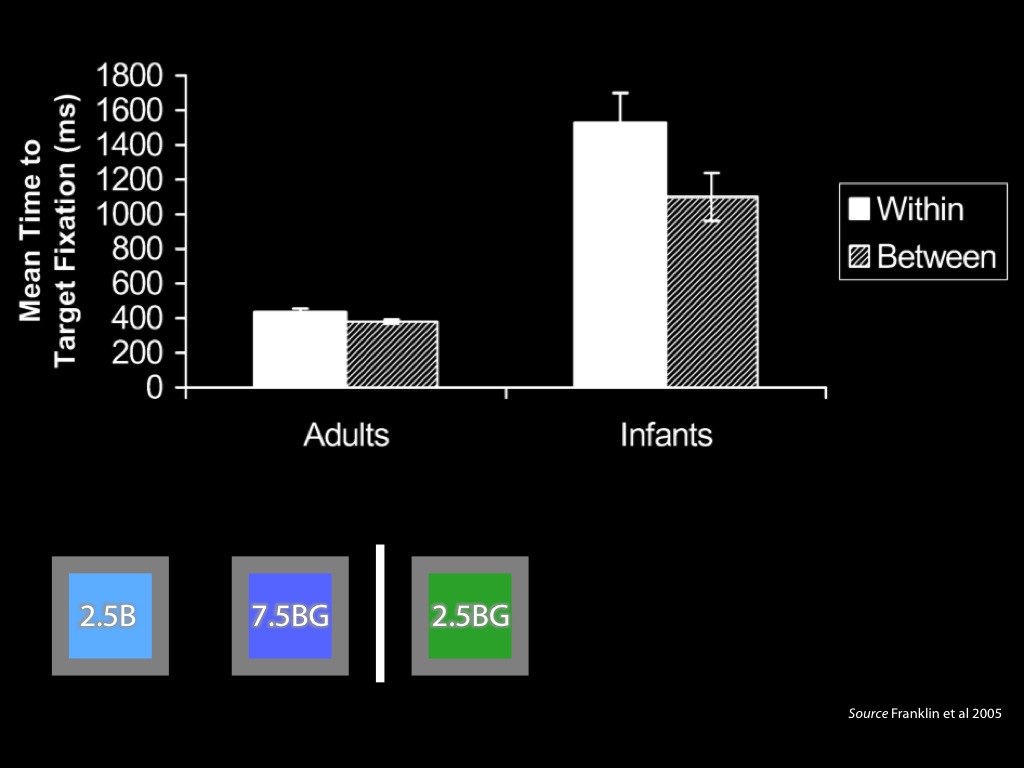 Mean Time to
Target Fixation (ms)
1800
1600
1400
1200
1000
800
600
400
200
0
Adults
Infants
Within
Between
2.5B
7.5BG
2.5BG
Source Franklin et al 2005